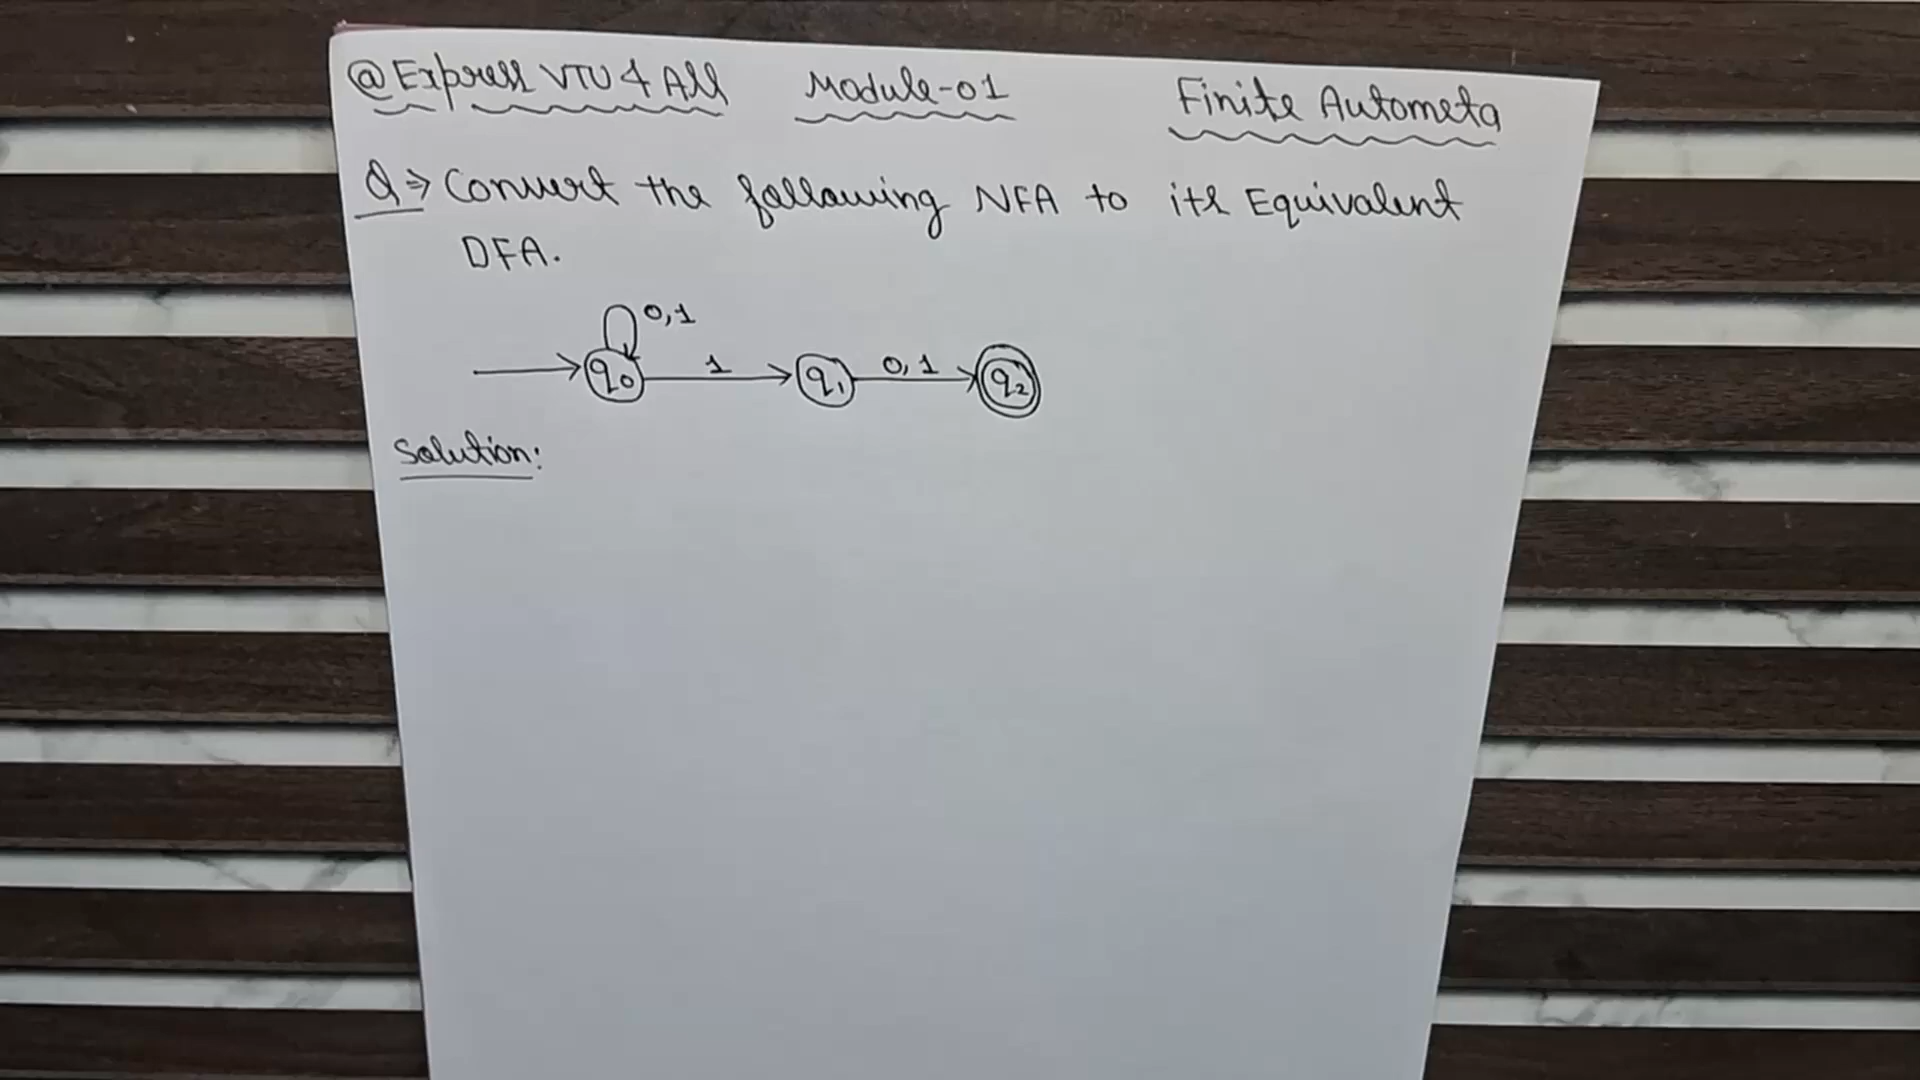 @Express VTU 4 All Module-01 Finite Autometa
Q⇒ Convert the following NFA to its Equivalent
DFA.
0,1
q0 1 q1 0,1 q2
Solution: